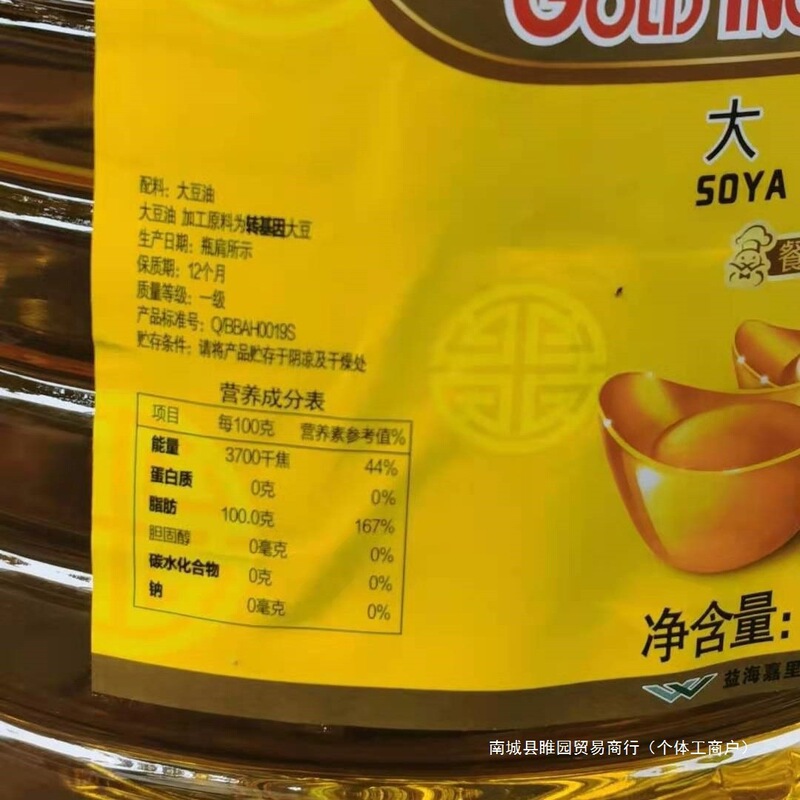 GOLD ING
大
SOYA
餐
配料：大豆油
大豆油 加工原料为转基因大豆
生产日期：瓶肩所示
保质期：12个月
质量等级：一级
产品标准号：Q/BBAH0019S
贮存条件：请将产品贮存于阴凉及干燥处
营养成分表
项目 每100克 营养素参考值%
能量 3700千焦 44%
蛋白质 0克 0%
脂肪 100.0克 167%
胆固醇 0毫克 0%
碳水化合物 0克 0%
钠 0毫克 0%
净含量：
益海嘉里
南城县睢园贸易商行（个体工商户）